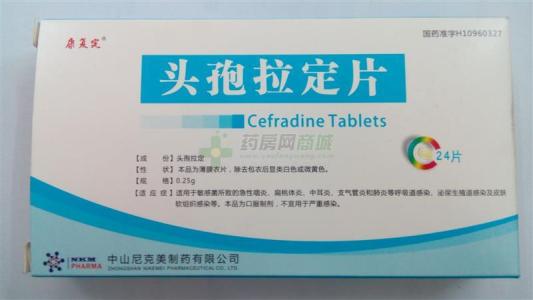 康复定®
国药准字H10960327
头孢拉定片
Cefradine Tablets
药房网商城
24片
【成 份】头孢拉定
【性 状】本品为薄膜衣片，除去包衣后显类白色或微黄色。
【规 格】0.25g
【适 应 症】适用于敏感菌所致的急性咽炎、扁桃体炎、中耳炎、支气管炎和肺炎等呼吸道感染、泌尿生殖道感染及皮肤
软组织感染等。本品为口服制剂，不宜用于严重感染。
NKM
PHARMA
中山尼克美制药有限公司
ZHONGSHAN NIKEMEI PHARMACEUTICAL CO., LTD.